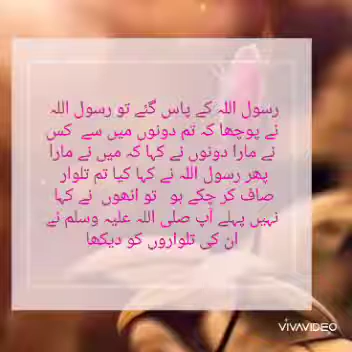 رسول اللہ کے پاس گئے تو رسول اللہ
نے پوچھا کہ تم دونوں میں سے کس
نے مارا دونوں نے کہا کہ میں نے مارا
پھر رسول اللہ نے کہا کیا تم تلوار
صاف کر چکے ہو تو انھوں نے کہا
نہیں پہلے آپ صلی اللہ علیہ وسلم نے
ان کی تلواروں کو دیکھا
VIVAVIDEO